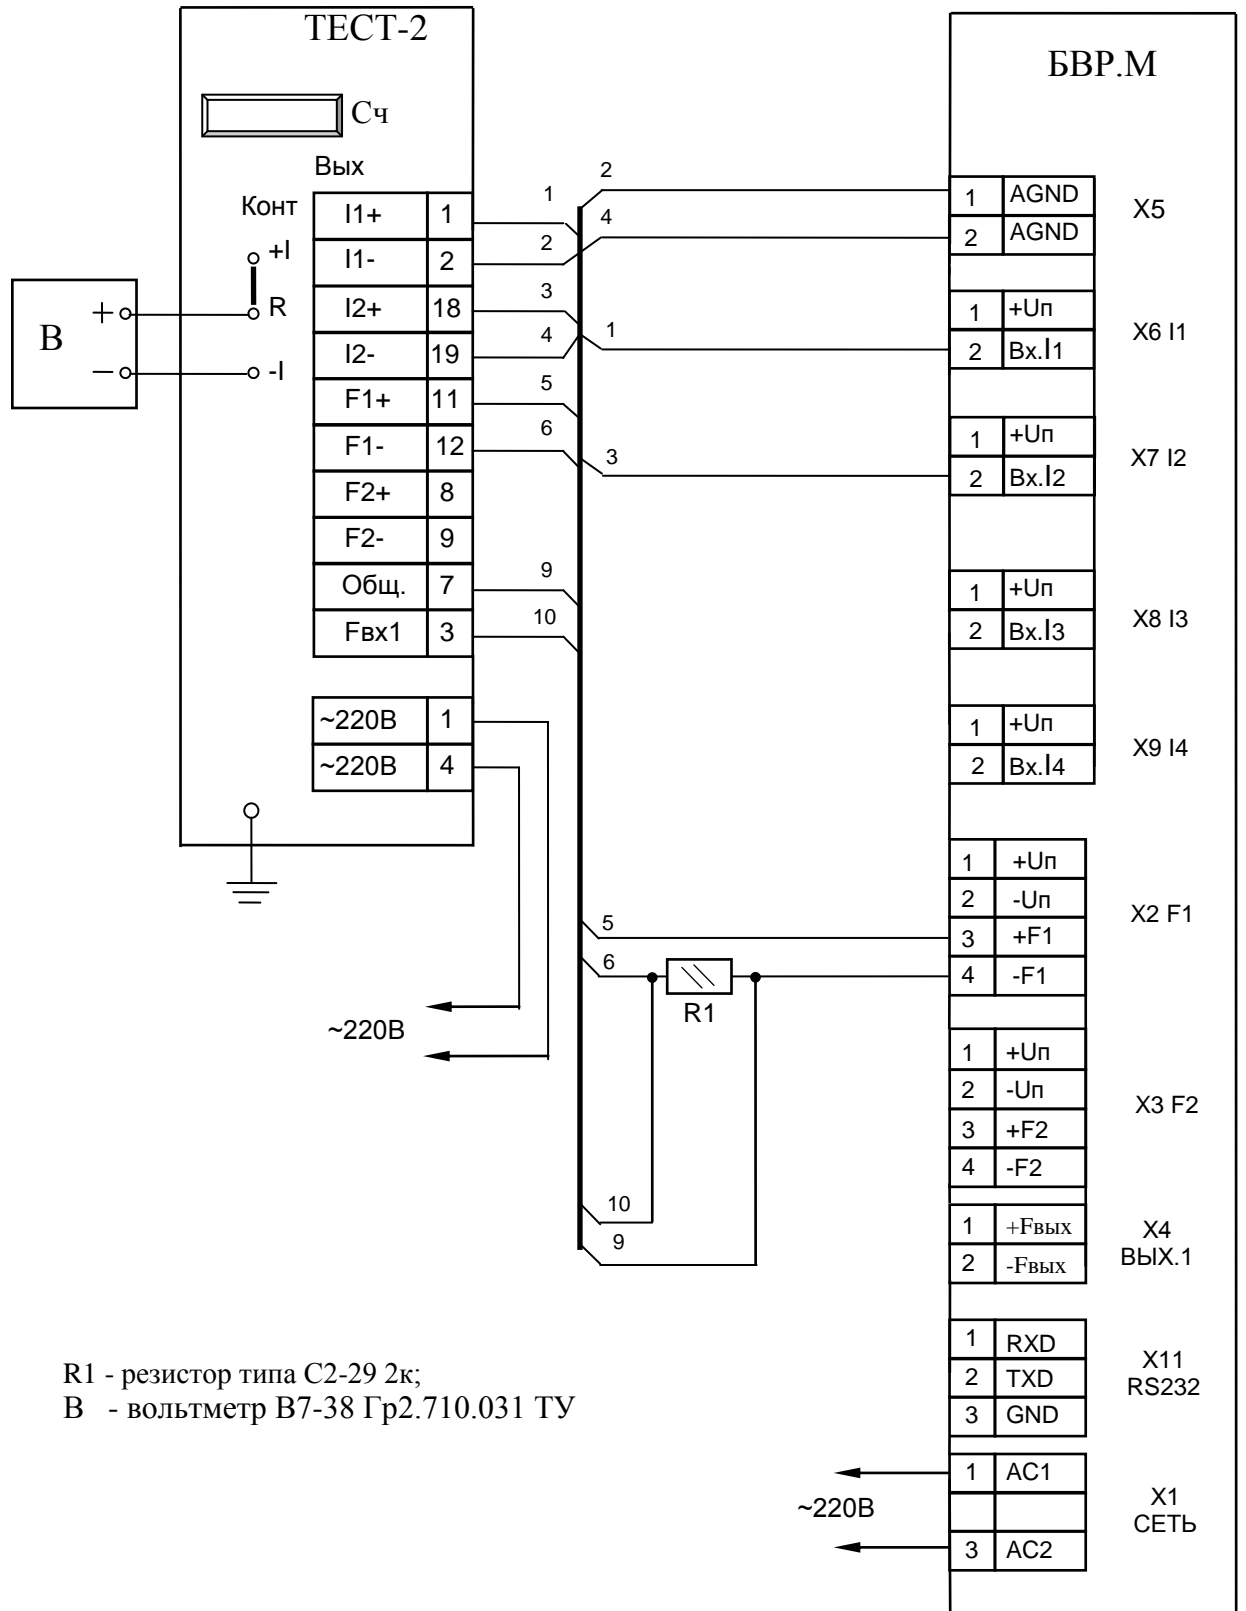 ТЕСТ-2
Сч
Вых
Конт
+I
R
-I
В
+
−
I1+ 1
I1- 2
I2+ 18
I2- 19
F1+ 11
F1- 12
F2+ 8
F2- 9
Общ. 7
Fвх1 3
~220В 1
~220В 4
~220В
1
2
3
4
5
6
9
10
2
4
1
3
5
6
R1
10
9
БВР.М
1 AGND
2 AGND
X5
1 +Uп
2 Вх.I1
X6 I1
1 +Uп
2 Вх.I2
X7 I2
1 +Uп
2 Вх.I3
X8 I3
1 +Uп
2 Вх.I4
X9 I4
1 +Uп
2 -Uп
3 +F1
4 -F1
X2 F1
1 +Uп
2 -Uп
3 +F2
4 -F2
X3 F2
1 +Fвых
2 -Fвых
X4
ВЫХ.1
1 RXD
2 TXD
3 GND
X11
RS232
1 AC1
3 AC2
X1
СЕТЬ
~220В
R1 - резистор типа С2-29 2к;
В - вольтметр В7-38 Гр2.710.031 ТУ